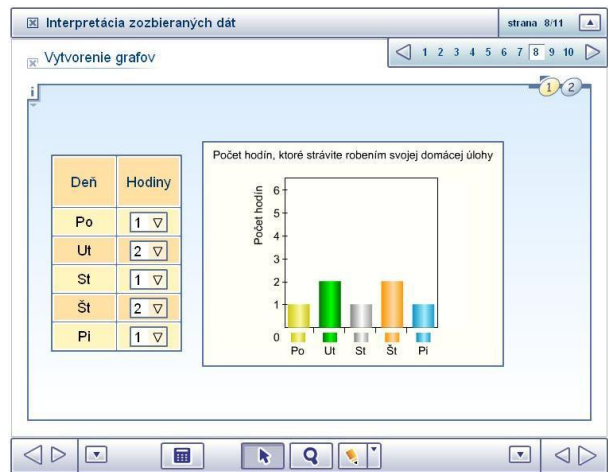 Interpretácia zozbieraných dát
strana 8/11
Vytvorenie grafov
1 2 3 4 5 6 7 8 9 10
i
1 2
Deň Hodiny
Po 1
Ut 2
St 1
Št 2
Pi 1
Počet hodín, ktoré strávite robením svojej domácej úlohy
Počet hodín
6
5
4
3
2
1
0
Po Ut St Št Pi